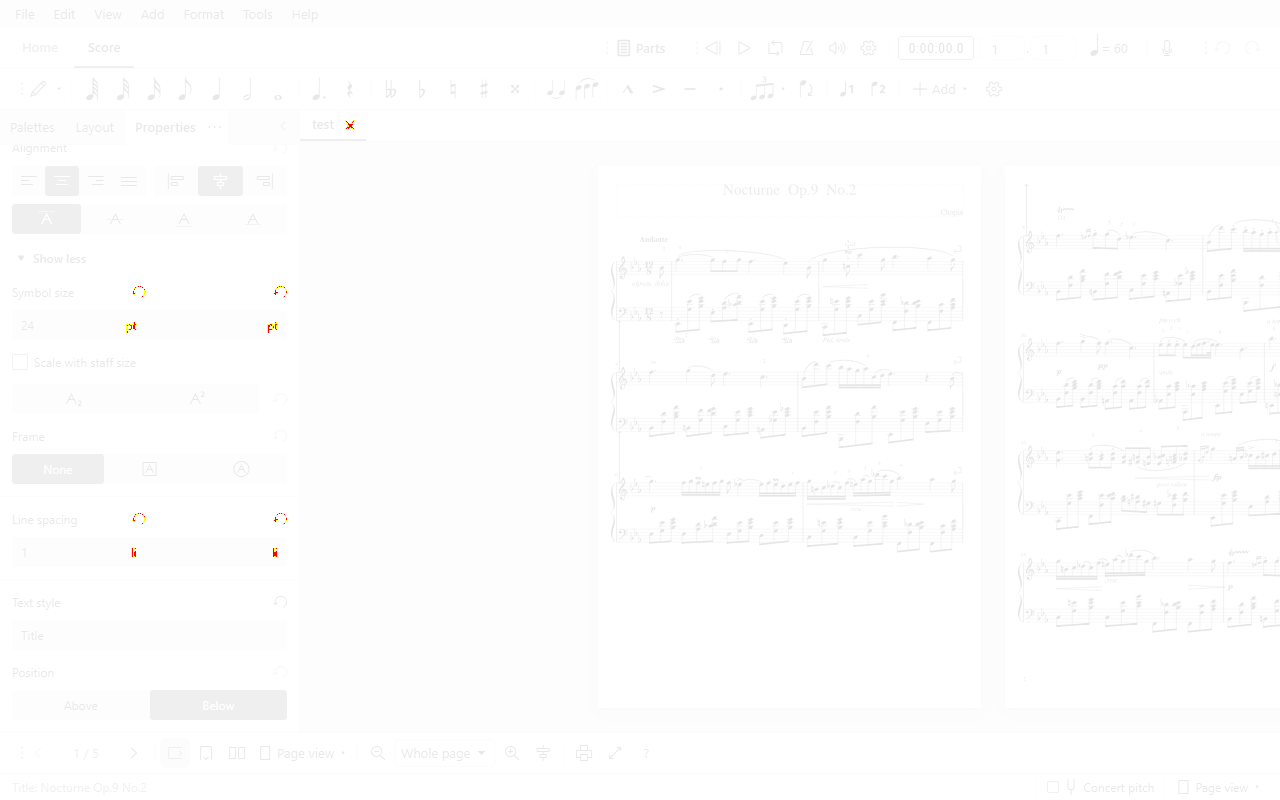 File Edit View Add Format Tools Help
Home Score Parts 0:00:00.0 1 . 1 = 60
Add
Palettes Layout Properties
test
Alignment
Show less
Symbol size
24 pt pt
Scale with staff size
Frame
None
Line spacing
1 li li
Text style
Title
Position
Above Below
Nocturne Op.9 No.2
Chopin
Andante
1 / 5 Page view Whole page ?
Title: Nocturne Op.9 No.2 Concert pitch Page view